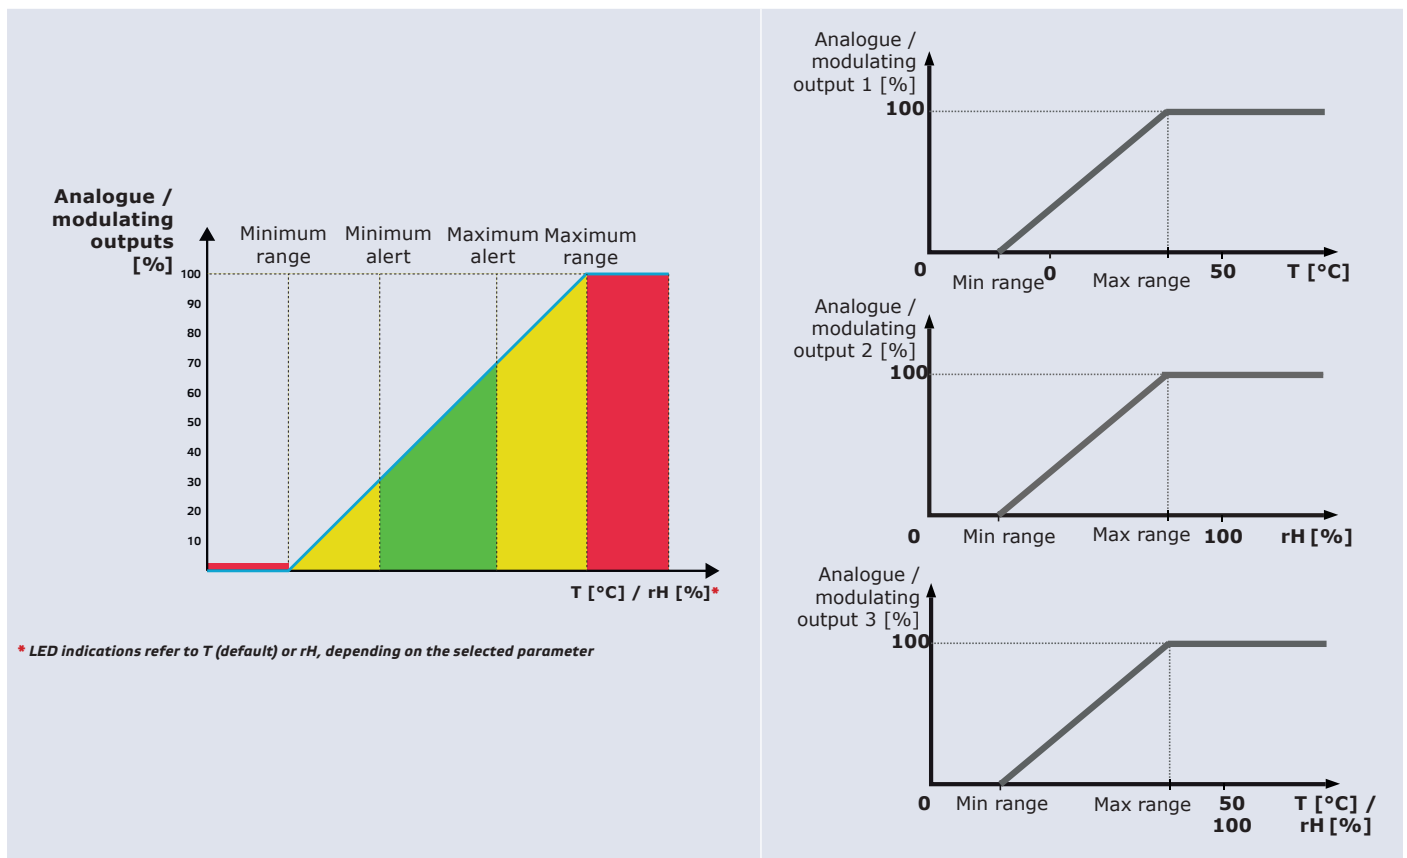 Analogue /
modulating
outputs
[%]
Minimum
range
Minimum
alert
Maximum
alert
Maximum
range
100
90
80
70
60
50
40
30
20
10
T [°C] / rH [%]*
* LED indications refer to T (default) or rH, depending on the selected parameter
Analogue /
modulating
output 1 [%]
100
0
Min range
0
Max range
50
T [°C]
Analogue /
modulating
output 2 [%]
100
0
Min range
Max range
100
rH [%]
Analogue /
modulating
output 3 [%]
100
0
Min range
Max range
50
100
T [°C] /
rH [%]